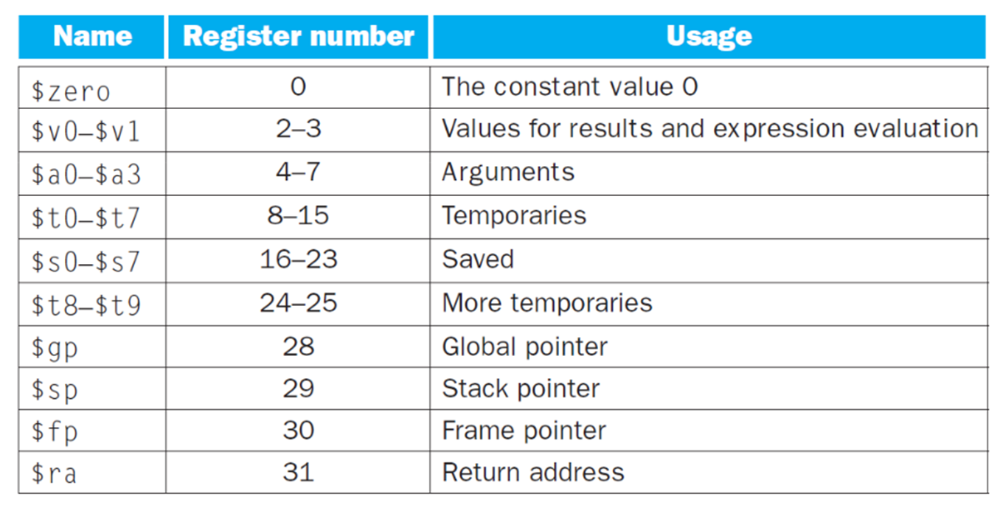 Name Register number Usage
$zero 0 The constant value 0
$v0–$v1 2–3 Values for results and expression evaluation
$a0–$a3 4–7 Arguments
$t0–$t7 8–15 Temporaries
$s0–$s7 16–23 Saved
$t8–$t9 24–25 More temporaries
$gp 28 Global pointer
$sp 29 Stack pointer
$fp 30 Frame pointer
$ra 31 Return address